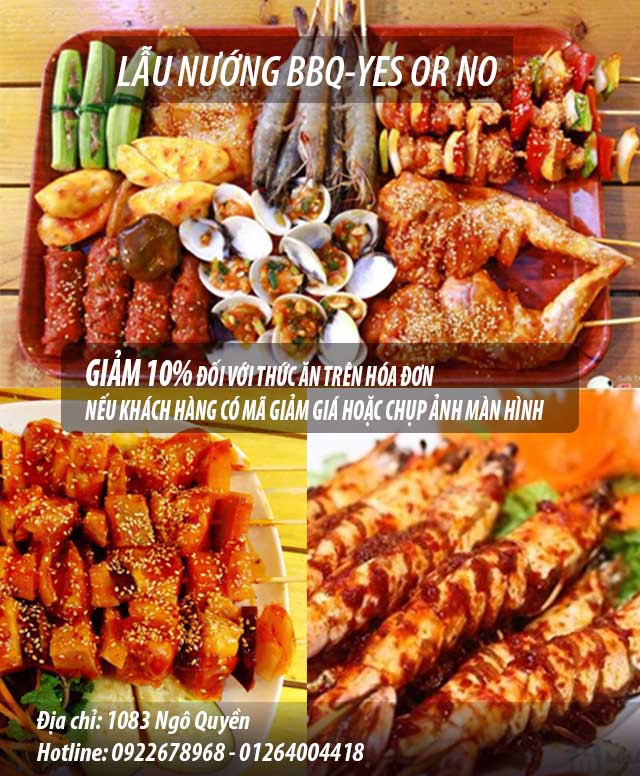 LẨU NƯỚNG BBQ-YES OR NO
GIẢM 10% ĐỐI VỚI THỨC ĂN TRÊN HÓA ĐƠN
NẾU KHÁCH HÀNG CÓ MÃ GIẢM GIÁ HOẶC CHỤP ẢNH MÀN HÌNH
Địa chỉ: 1083 Ngô Quyền
Hotline: 0922678968 - 01264004418